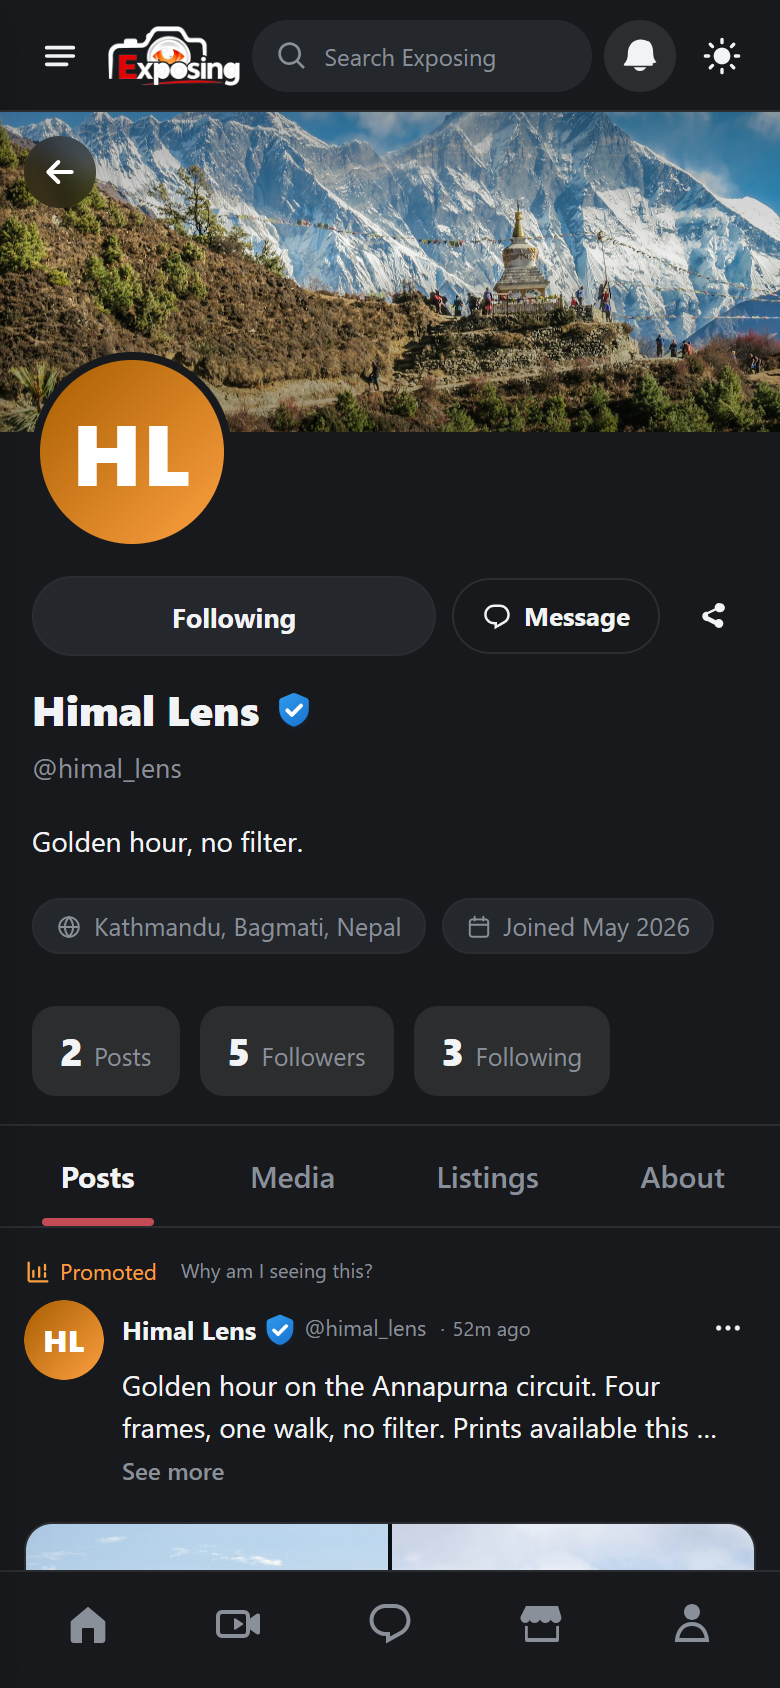 Exposing
Search Exposing
HL
Following
Message
Himal Lens
@himal_lens
Golden hour, no filter.
Kathmandu, Bagmati, Nepal
Joined May 2026
2 Posts
5 Followers
3 Following
Posts
Media
Listings
About
Promoted
Why am I seeing this?
HL
Himal Lens @himal_lens · 52m ago
Golden hour on the Annapurna circuit. Four
frames, one walk, no filter. Prints available this ...
See more